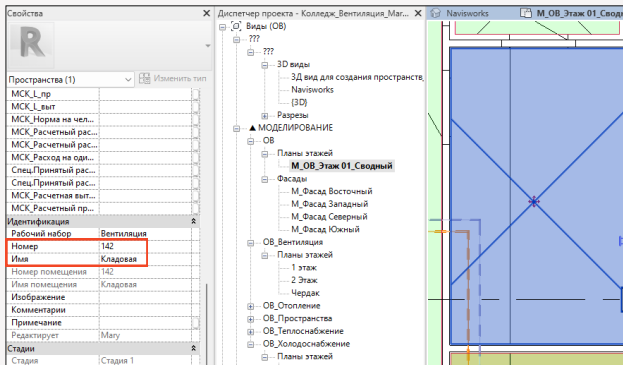 Свойства
Пространства (1)
Изменить тип
МСК_L_пр
МСК_L_выт
МСК_Норма на чел...
МСК_Расчетный рас...
МСК_Расчетный рас...
МСК_Расход на оди...
Спец.Принятый рас...
Спец.Принятый рас...
МСК_Расчетная выт...
МСК_Расчетный пр...
Идентификация
Рабочий набор Вентиляция
Номер 142
Имя Кладовая
Номер помещения 142
Имя помещения Кладовая
Изображение
Комментарии
Примечание
Редактирует Mary
Стадии
Стадия Стадия 1
Диспетчер проекта - Колледж_Вентиляция_Mar...
Виды (ОВ)
???
???
3D виды
3Д вид для создания пространств,
Navisworks
{3D}
Разрезы
▲ МОДЕЛИРОВАНИЕ
ОВ
Планы этажей
М_ОВ_Этаж 01_Сводный
Фасады
М_Фасад Восточный
М_Фасад Западный
М_Фасад Северный
М_Фасад Южный
ОВ_Вентиляция
Планы этажей
1 этаж
2 Этаж
Чердак
ОВ_Отопление
ОВ_Пространства
ОВ_Теплоснабжение
ОВ_Холодоснабжение
Планы этажей
Navisworks
М_ОВ_Этаж 01_Сводн